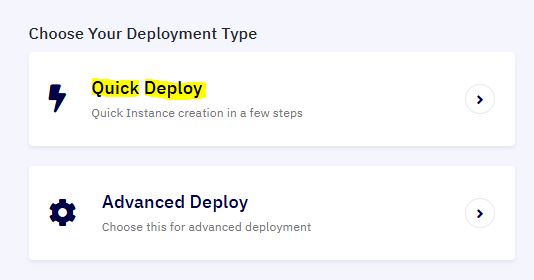 Choose Your Deployment Type
Quick Deploy
Quick Instance creation in a few steps
Advanced Deploy
Choose this for advanced deployment